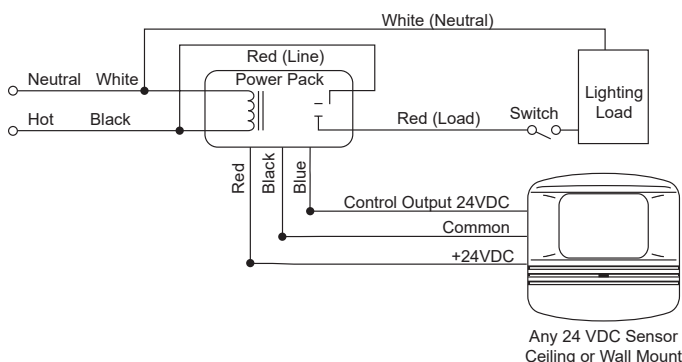 White (Neutral)
Red (Line)
Neutral White
Power Pack
Hot Black
Red (Load)
Switch
Lighting
Load
Red
Black
Blue
Control Output 24VDC
Common
+24VDC
Any 24 VDC Sensor
Ceiling or Wall Mount